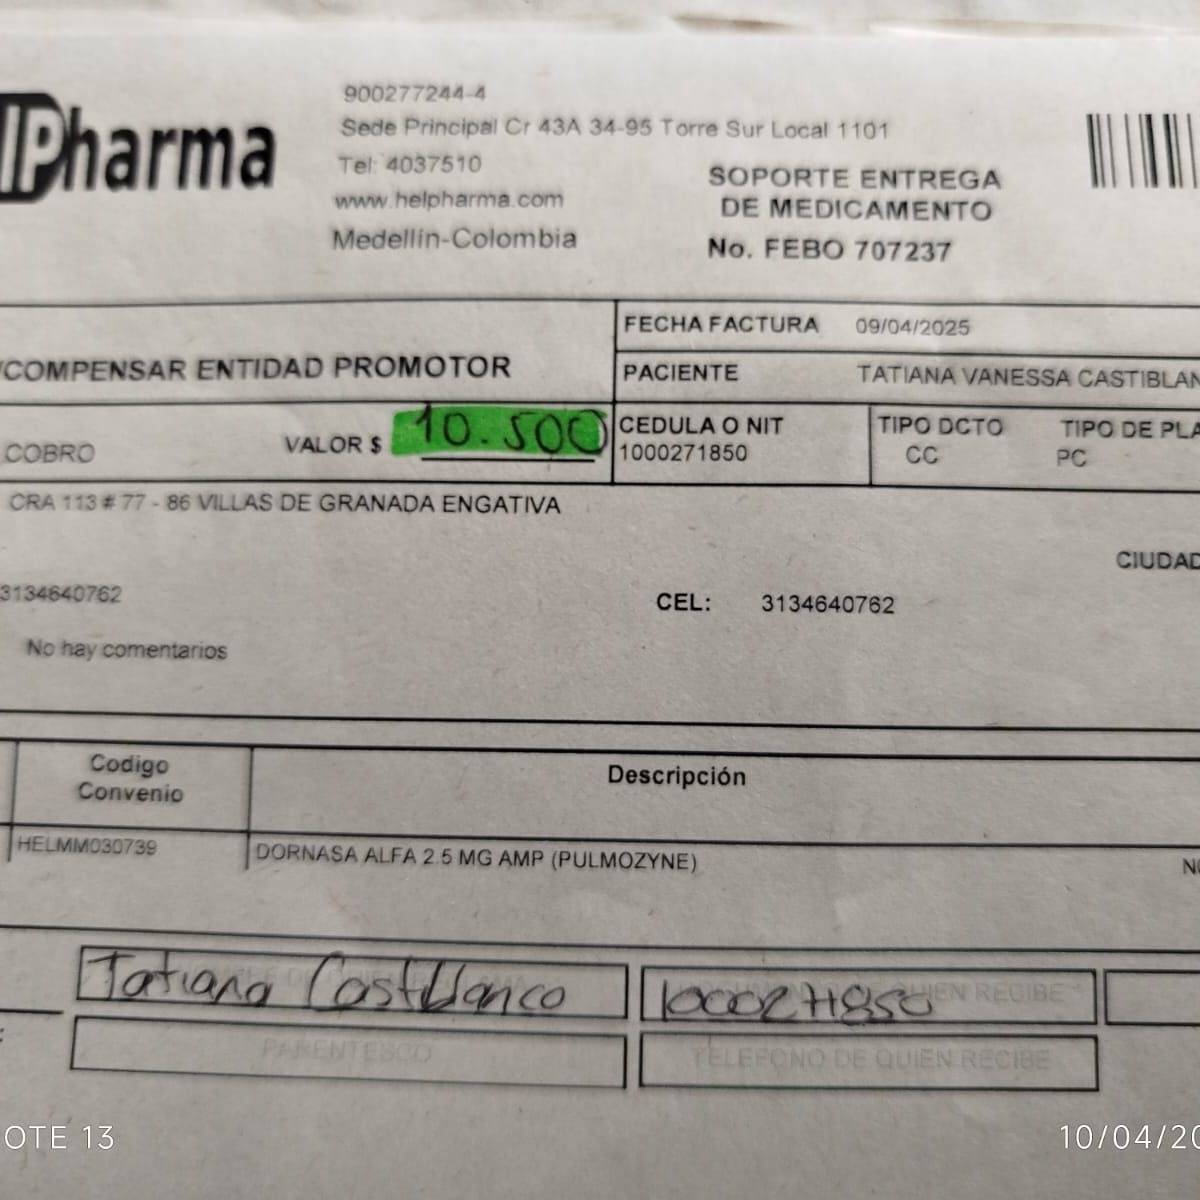 lPharma
900277244-4
Sede Principal Cr 43A 34-95 Torre Sur Local 1101
Tel: 4037510
www.helpharma.com
Medellín-Colombia
SOPORTE ENTREGA
DE MEDICAMENTO
No. FEBO 707237
FECHA FACTURA 09/04/2025
/COMPENSAR ENTIDAD PROMOTOR
PACIENTE TATIANA VANESSA CASTIBLAN
COBRO VALOR $ 10.500
CEDULA O NIT
1000271850
TIPO DCTO
CC
TIPO DE PLA
PC
CRA 113 # 77 - 86 VILLAS DE GRANADA ENGATIVA
CIUDAD
3134640762
CEL: 3134640762
No hay comentarios
Codigo
Convenio
Descripción
HELMM030739 DORNASA ALFA 2.5 MG AMP (PULMOZYNE)
Tatiana Castiblanco
1000271850
QUIEN RECIBE
PARENTESCO
TELEFONO DE QUIEN RECIBE
OTE 13
10/04/20